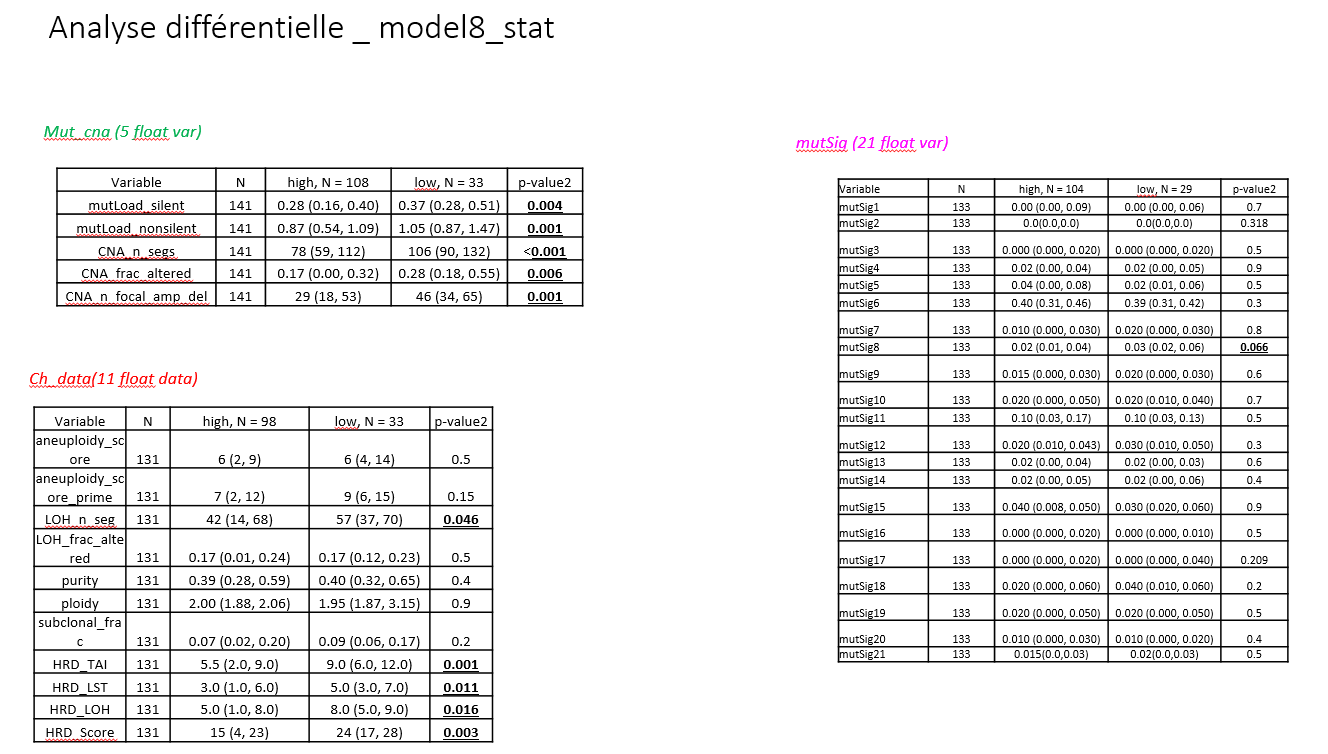 Analyse différentielle _ model8_stat
Mut_cna (5 float var)
Variable N high, N = 108 low, N = 33 p-value2
mutLoad_silent 141 0.28 (0.16, 0.40) 0.37 (0.28, 0.51) 0.004
mutLoad_nonsilent 141 0.87 (0.54, 1.09) 1.05 (0.87, 1.47) 0.001
CNA_n_segs 141 78 (59, 112) 106 (90, 132) <0.001
CNA_frac_altered 141 0.17 (0.00, 0.32) 0.28 (0.18, 0.55) 0.006
CNA_n_focal_amp_del 141 29 (18, 53) 46 (34, 65) 0.001
Ch_data(11 float data)
Variable N high, N = 98 low, N = 33 p-value2
aneuploidy_sc
ore 131 6 (2, 9) 6 (4, 14) 0.5
aneuploidy_sc
ore_prime 131 7 (2, 12) 9 (6, 15) 0.15
LOH_n_seg 131 42 (14, 68) 57 (37, 70) 0.046
LOH_frac_alte
red 131 0.17 (0.01, 0.24) 0.17 (0.12, 0.23) 0.5
purity 131 0.39 (0.28, 0.59) 0.40 (0.32, 0.65) 0.4
ploidy 131 2.00 (1.88, 2.06) 1.95 (1.87, 3.15) 0.9
subclonal_fra
c 131 0.07 (0.02, 0.20) 0.09 (0.06, 0.17) 0.2
HRD_TAI 131 5.5 (2.0, 9.0) 9.0 (6.0, 12.0) 0.001
HRD_LST 131 3.0 (1.0, 6.0) 5.0 (3.0, 7.0) 0.011
HRD_LOH 131 5.0 (1.0, 8.0) 8.0 (5.0, 9.0) 0.016
HRD_Score 131 15 (4, 23) 24 (17, 28) 0.003
mutSig (21 float var)
Variable N high, N = 104 low, N = 29 p-value2
mutSig1 133 0.00 (0.00, 0.09) 0.00 (0.00, 0.06) 0.7
mutSig2 133 0.0(0.0,0.0) 0.0(0.0,0.0) 0.318
mutSig3 133 0.000 (0.000, 0.020) 0.000 (0.000, 0.020) 0.5
mutSig4 133 0.02 (0.00, 0.04) 0.02 (0.00, 0.05) 0.9
mutSig5 133 0.04 (0.00, 0.08) 0.02 (0.01, 0.06) 0.5
mutSig6 133 0.40 (0.31, 0.46) 0.39 (0.31, 0.42) 0.3
mutSig7 133 0.010 (0.000, 0.030) 0.020 (0.000, 0.030) 0.8
mutSig8 133 0.02 (0.01, 0.04) 0.03 (0.02, 0.06) 0.066
mutSig9 133 0.015 (0.000, 0.030) 0.020 (0.000, 0.030) 0.6
mutSig10 133 0.020 (0.000, 0.050) 0.020 (0.010, 0.040) 0.7
mutSig11 133 0.10 (0.03, 0.17) 0.10 (0.03, 0.13) 0.5
mutSig12 133 0.020 (0.010, 0.043) 0.030 (0.010, 0.050) 0.3
mutSig13 133 0.02 (0.00, 0.04) 0.02 (0.00, 0.03) 0.6
mutSig14 133 0.02 (0.00, 0.05) 0.02 (0.00, 0.06) 0.4
mutSig15 133 0.040 (0.008, 0.050) 0.030 (0.020, 0.060) 0.9
mutSig16 133 0.000 (0.000, 0.020) 0.000 (0.000, 0.010) 0.5
mutSig17 133 0.000 (0.000, 0.020) 0.000 (0.000, 0.040) 0.209
mutSig18 133 0.020 (0.000, 0.060) 0.040 (0.010, 0.060) 0.2
mutSig19 133 0.020 (0.000, 0.050) 0.020 (0.000, 0.050) 0.5
mutSig20 133 0.010 (0.000, 0.030) 0.010 (0.000, 0.020) 0.4
mutSig21 133 0.015(0.0,0.03) 0.02(0.0,0.03) 0.5